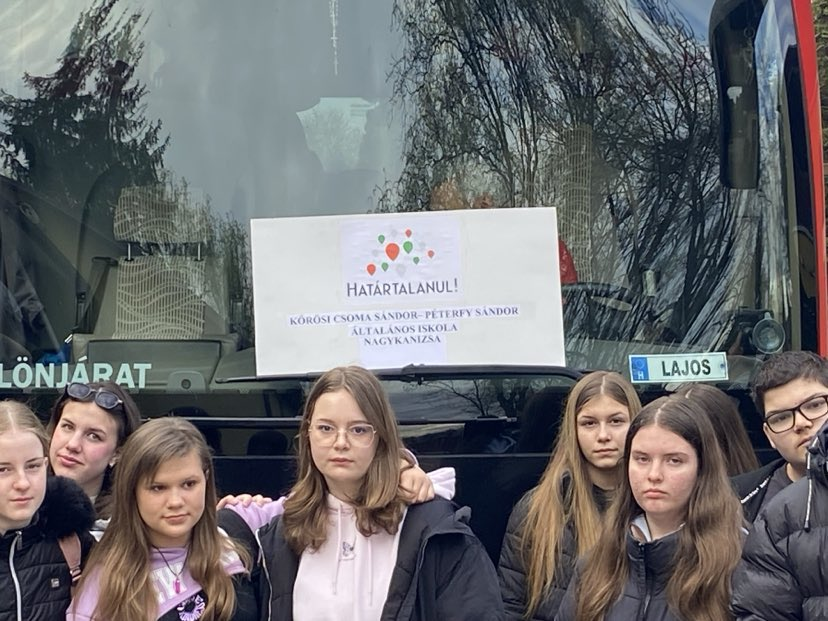 HATÁRTALANUL!
KŐRÖSI CSOMA SÁNDOR– PÉTERFY SÁNDOR
ÁLTALÁNOS ISKOLA
NAGYKANIZSA
LÖNJÁRAT
H LAJOS